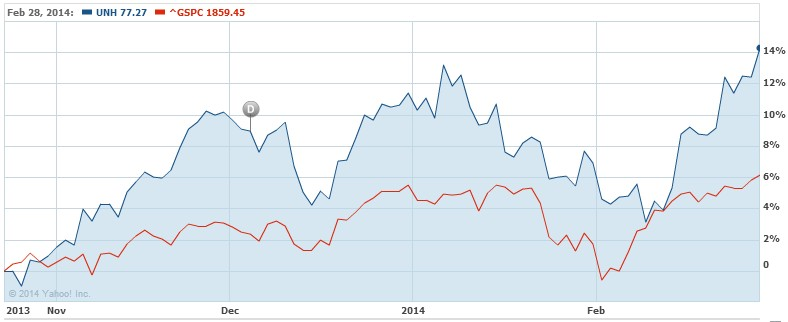 Feb 28, 2014: UNH 77.27 ^GSPC 1859.45
14%
12%
D
10%
8%
6%
4%
2%
0
© 2014 Yahoo! Inc.
2013 Nov Dec 2014 Feb